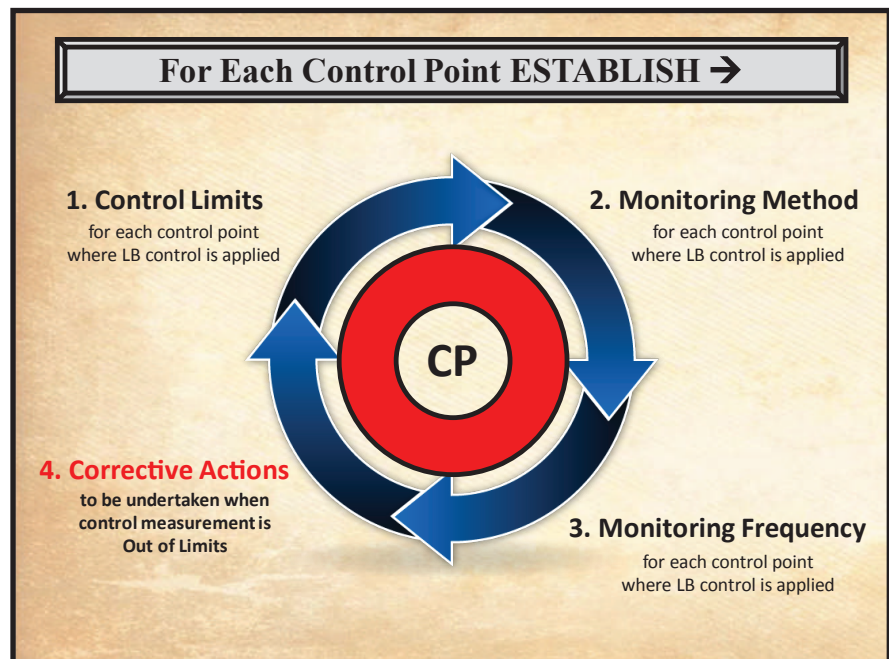 For Each Control Point ESTABLISH →
1. Control Limits
for each control point
where LB control is applied
2. Monitoring Method
for each control point
where LB control is applied
CP
4. Corrective Actions
to be undertaken when
control measurement is
Out of Limits
3. Monitoring Frequency
for each control point
where LB control is applied